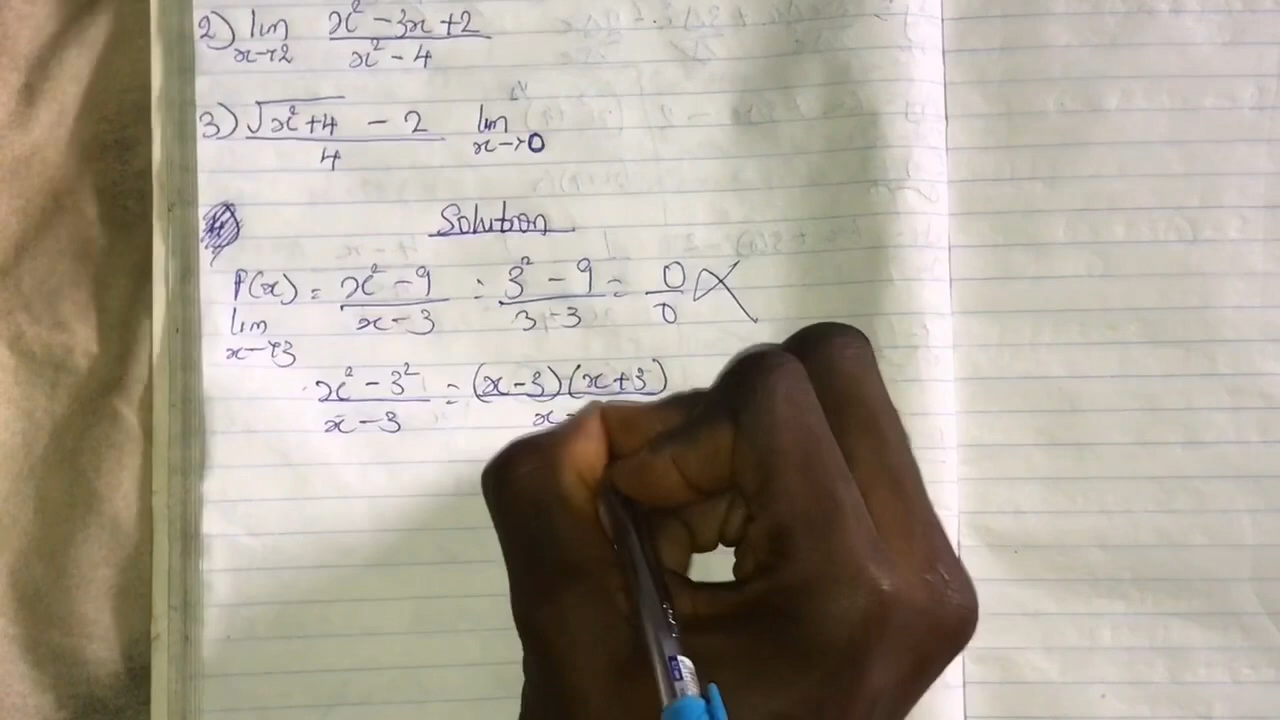 2) lim x→2 x² - 3x + 2 / x² - 4
3) √x²+4 - 2 / 4 lim x→0
Solution
P(x) = x² - 9 / x - 3 = 3² - 9 / 3 - 3 = 0 / 0
lim x→3
x² - 3² / x - 3 = (x-3)(x+3) / x-